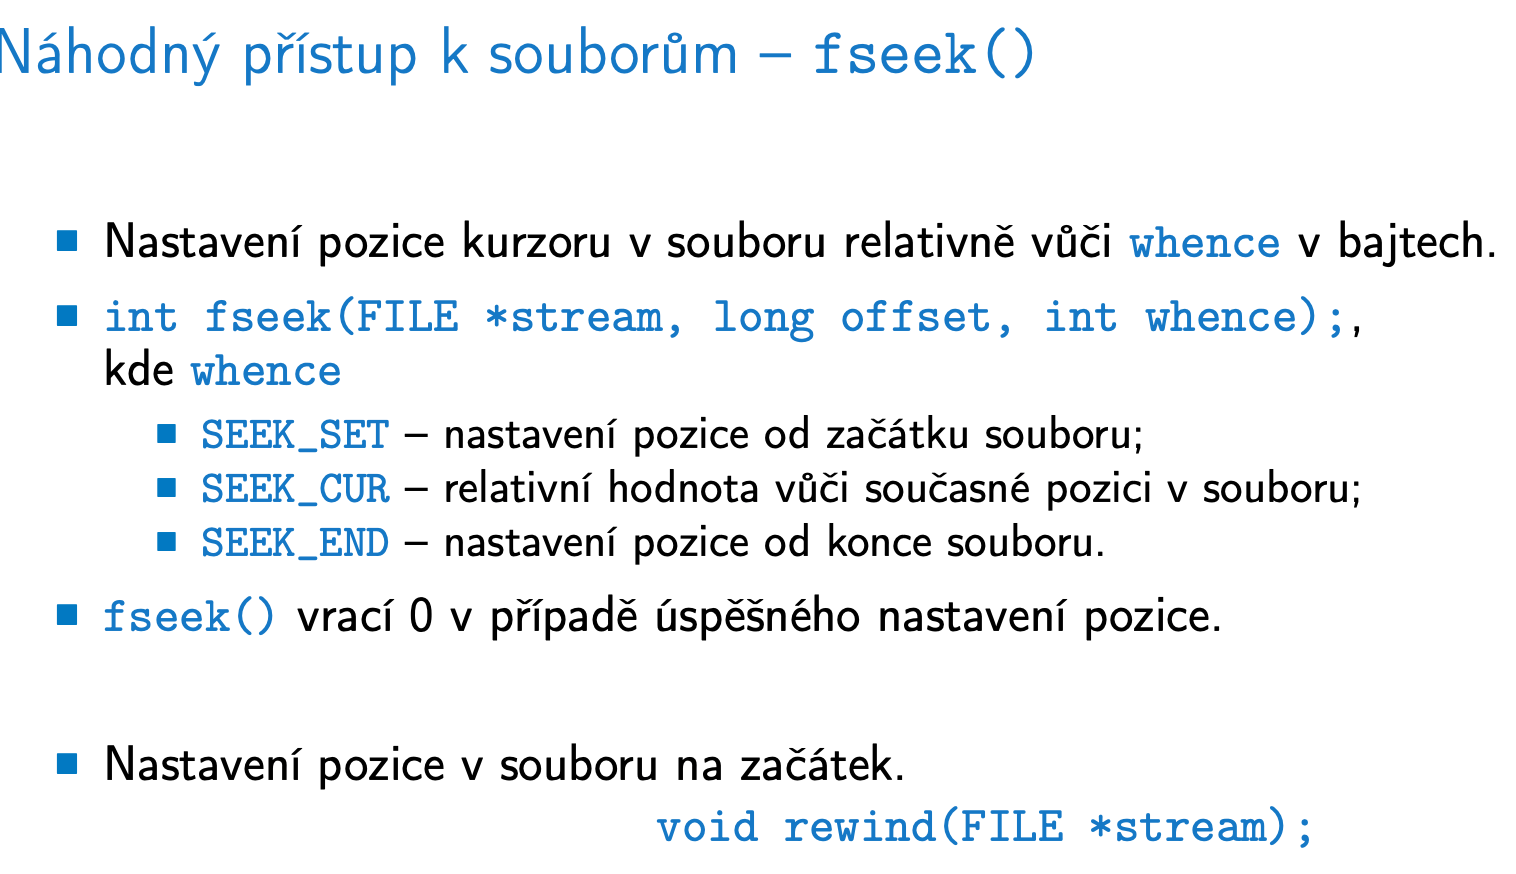 Náhodný přístup k souborům – fseek()
Nastavení pozice kurzoru v souboru relativně vůči whence v bajtech.
int fseek(FILE *stream, long offset, int whence);,
kde whence
SEEK_SET – nastavení pozice od začátku souboru;
SEEK_CUR – relativní hodnota vůči současné pozici v souboru;
SEEK_END – nastavení pozice od konce souboru.
fseek() vrací 0 v případě úspěšného nastavení pozice.
Nastavení pozice v souboru na začátek.
void rewind(FILE *stream);